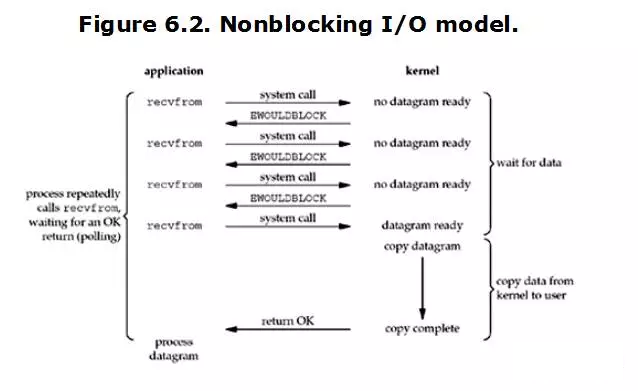 Figure 6.2. Nonblocking I/O model.
application
kernel
recvfrom
system call
no datagram ready
EWOULDBLOCK
recvfrom
system call
no datagram ready
EWOULDBLOCK
recvfrom
system call
no datagram ready
EWOULDBLOCK
recvfrom
system call
datagram ready
copy datagram
wait for data
process repeatedly
calls recvfrom,
waiting for an OK
return (polling)
copy data from
kernel to user
return OK
copy complete
process
datagram